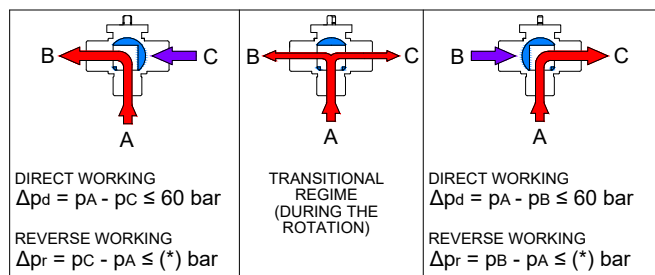 B
C
A
DIRECT WORKING
Δpd = pA - pC ≤ 60 bar
REVERSE WORKING
Δpr = pC - pA ≤ (*) bar
B
C
A
TRANSITIONAL
REGIME
(DURING THE
ROTATION)
B
C
A
DIRECT WORKING
Δpd = pA - pB ≤ 60 bar
REVERSE WORKING
Δpr = pB - pA ≤ (*) bar